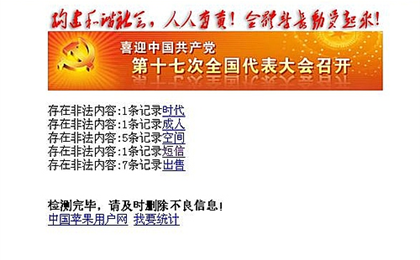 构建和谐社会，人人有责！全体站长动员起来！
喜迎中国共产党
第十七次全国代表大会召开
存在非法内容:1条记录时代
存在非法内容:1条记录成人
存在非法内容:5条记录空间
存在非法内容:1条记录短信
存在非法内容:7条记录出售
检测完毕，请及时删除不良信息!
中国苹果用户网 我要统计